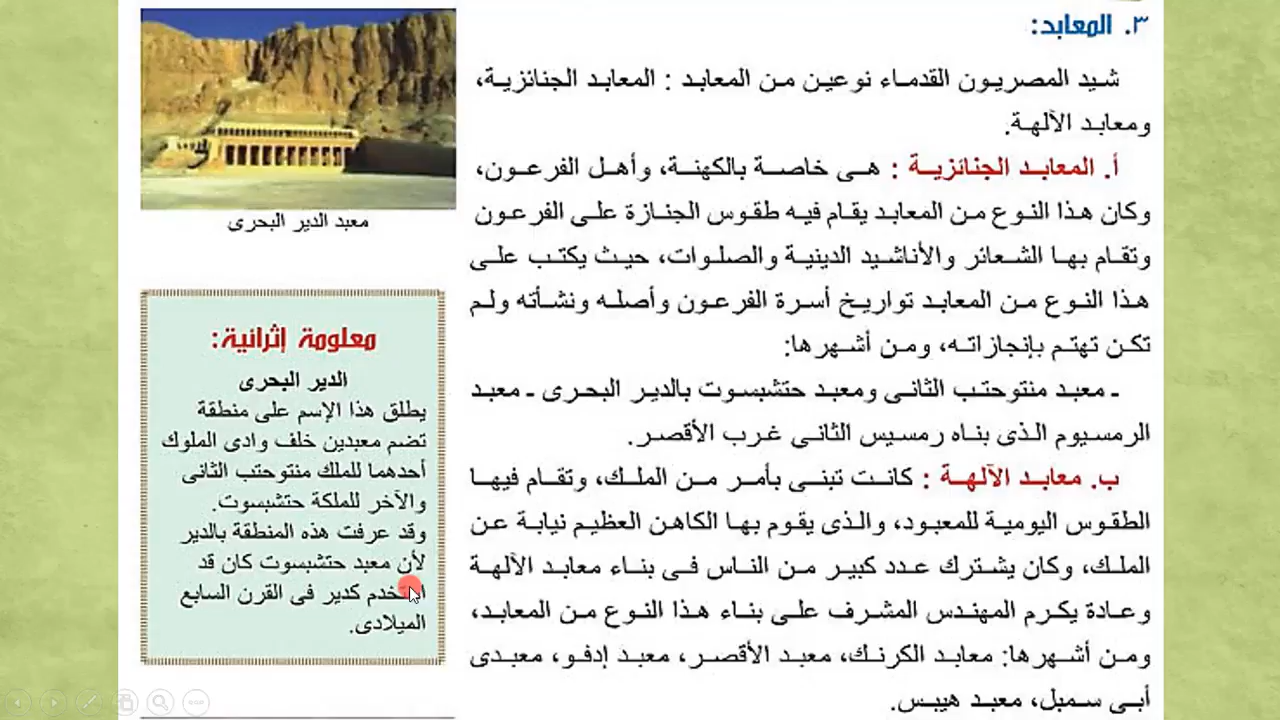 ٣. المعابد:
شيد المصريون القدماء نوعين من المعابد : المعابد الجنائزية،
ومعابد الآلهة.
أ. المعابد الجنائزية : هى خاصة بالكهنة، وأهل الفرعون،
وكان هذا النوع من المعابد يقام فيه طقوس الجنازة على الفرعون
وتقام بها الشعائر والأناشيد الدينية والصلوات، حيث يكتب على
هذا النوع من المعابد تواريخ أسرة الفرعون وأصله ونشأته ولم
تكن تهتم بإنجازاته، ومن أشهرها:
ـ معبد منتوحتب الثانى ومعبد حتشبسوت بالدير البحرى ـ معبد
الرمسيوم الذى بناه رمسيس الثانى غرب الأقصر.
ب. معابد الآلهة : كانت تبنى بأمر من الملك، وتقام فيها
الطقوس اليومية للمعبود، والذى يقوم بها الكاهن العظيم نيابة عن
الملك، وكان يشترك عدد كبير من الناس فى بناء معابد الآلهة
وعادة يكرم المهندس المشرف على بناء هذا النوع من المعابد،
ومن أشهرها: معابد الكرنك، معبد الأقصر، معبد إدفو، معبدى
أبى سمبل، معبد هيبس.
معبد الدير البحرى
معلومة إثرائية:
الدير البحرى
يطلق هذا الإسم على منطقة
تضم معبدين خلف وادى الملوك
أحدهما للملك منتوحتب الثانى
والآخر للملكة حتشبسوت.
وقد عرفت هذه المنطقة بالدير
لأن معبد حتشبسوت كان قد
كدير فى القرن السابع
الميلادى.